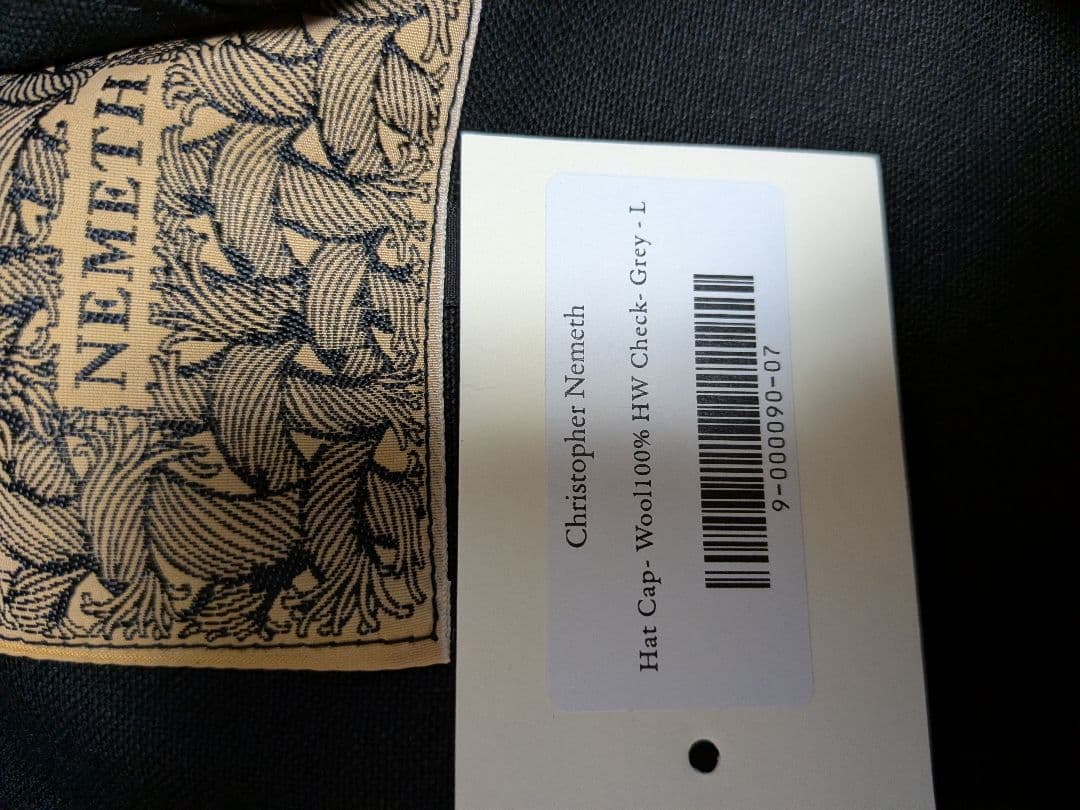 NEMETH
Christopher Nemeth
Hat Cap- Wool100% HW Check- Grey - L
9-000090-07